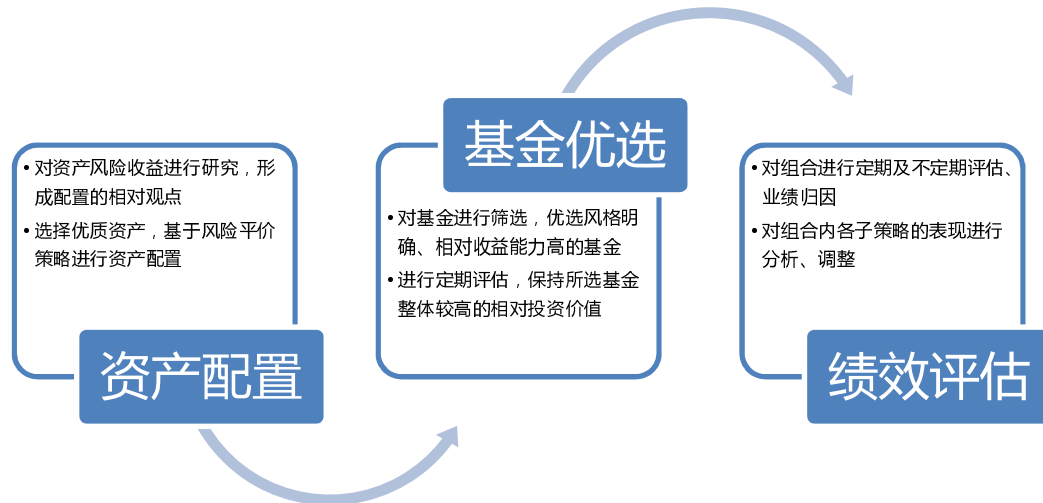 • 对资产风险收益进行研究，形
成配置的相对观点
• 选择优质资产，基于风险平价
策略进行资产配置
资产配置
基金优选
• 对基金进行筛选，优选风格明
确、相对收益能力高的基金
• 进行定期评估，保持所选基金
整体较高的相对投资价值
• 对组合进行定期及不定期评估、
业绩归因
• 对组合内各子策略的表现进行
分析、调整
绩效评估